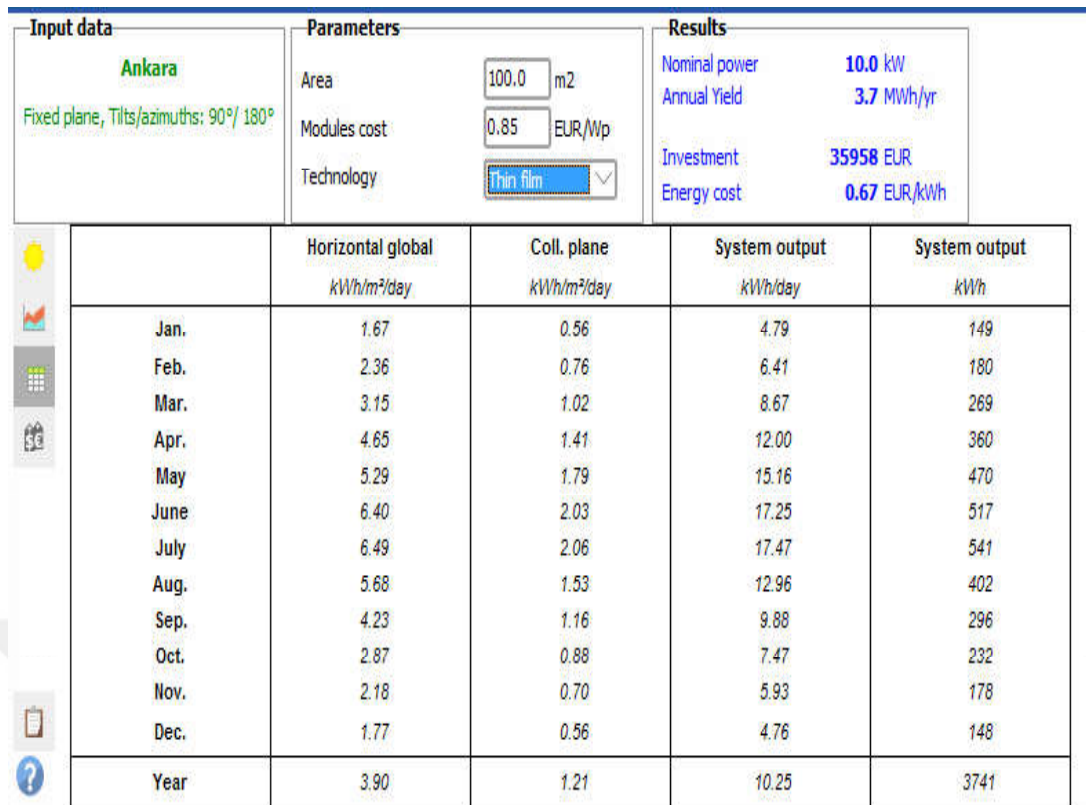 Input data
Ankara
Fixed plane, Tilts/azimuths: 90°/ 180°
Parameters
Area 100.0 m2
Modules cost 0.85 EUR/Wp
Technology Thin film
Results
Nominal power 10.0 kW
Annual Yield 3.7 MWh/yr
Investment 35958 EUR
Energy cost 0.67 EUR/kWh
Horizontal global Coll. plane System output System output
kWh/m²/day kWh/m²/day kWh/day kWh
Jan. 1.67 0.56 4.79 149
Feb. 2.36 0.76 6.41 180
Mar. 3.15 1.02 8.67 269
Apr. 4.65 1.41 12.00 360
May 5.29 1.79 15.16 470
June 6.40 2.03 17.25 517
July 6.49 2.06 17.47 541
Aug. 5.68 1.53 12.96 402
Sep. 4.23 1.16 9.88 296
Oct. 2.87 0.88 7.47 232
Nov. 2.18 0.70 5.93 178
Dec. 1.77 0.56 4.76 148
Year 3.90 1.21 10.25 3741
$€
?